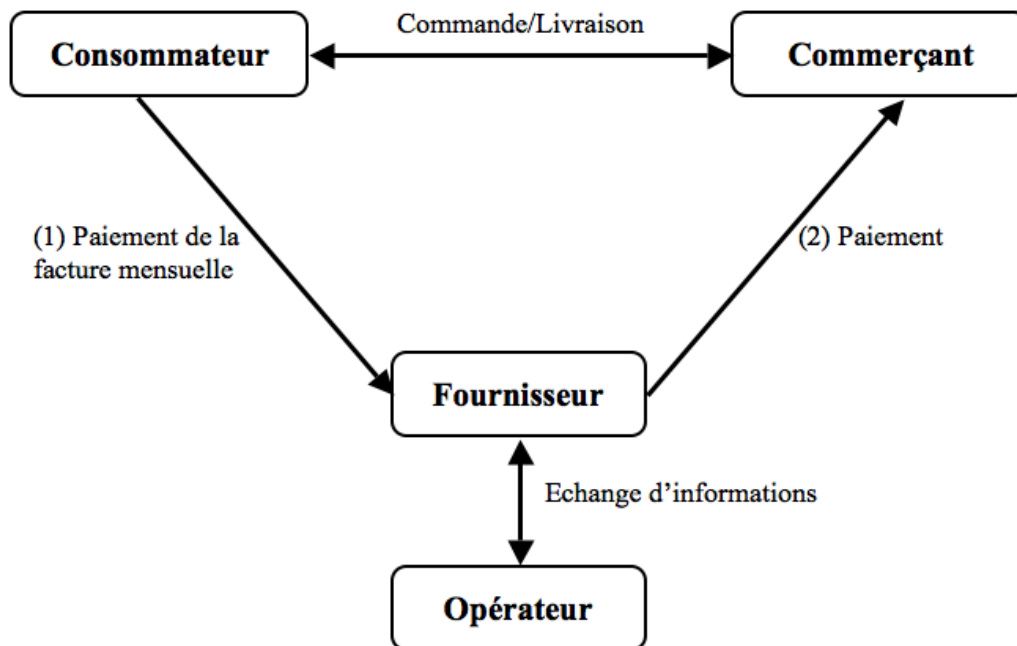 Commande/Livraison
Consommateur
Commerçant
(1) Paiement de la
facture mensuelle
(2) Paiement
Fournisseur
Echange d’informations
Opérateur